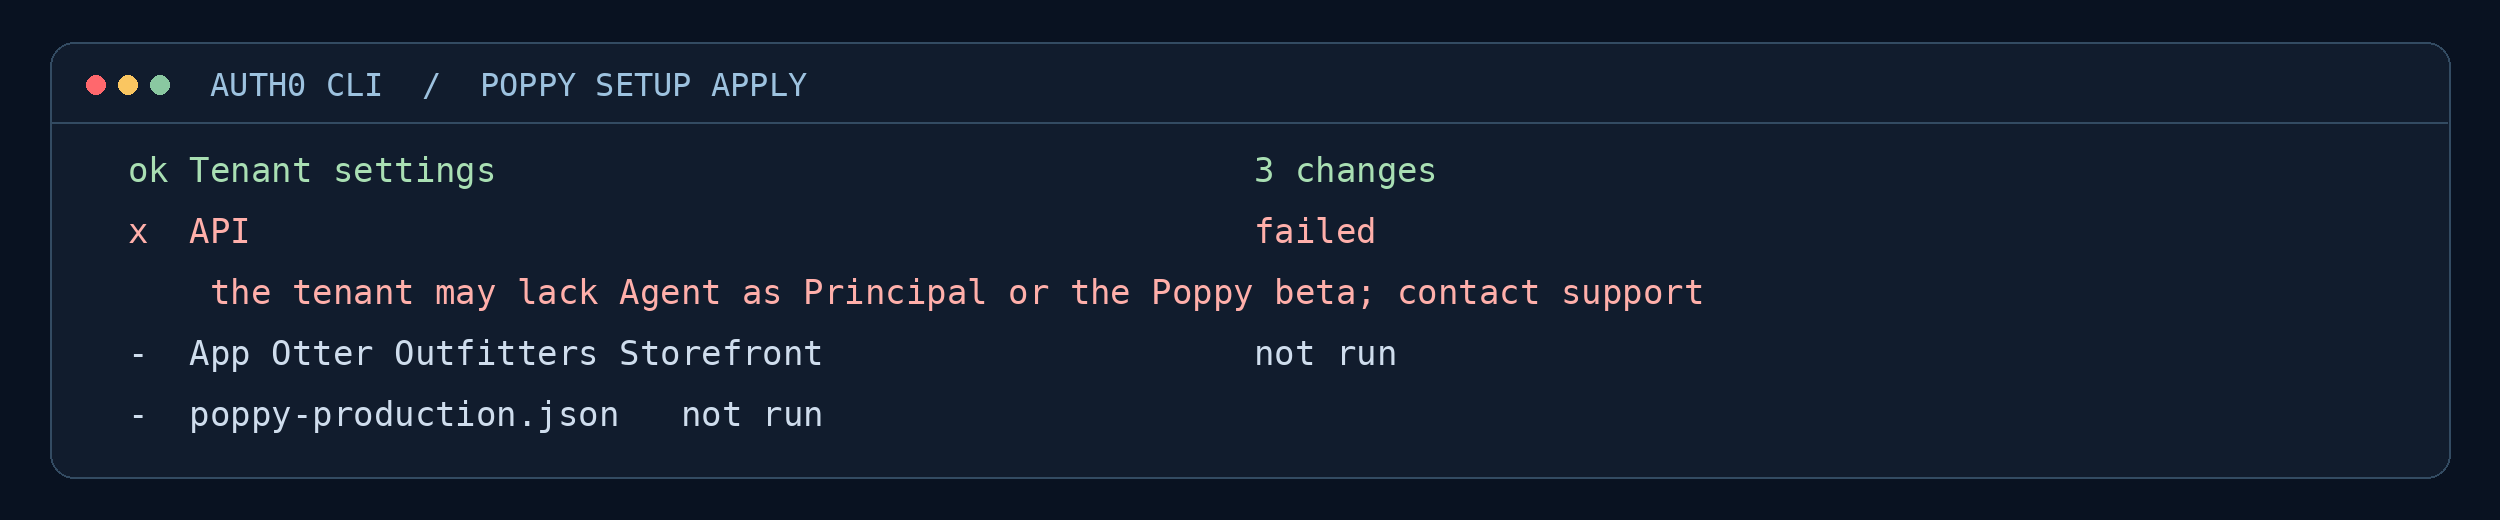 AUTH0 CLI / POPPY SETUP APPLY
ok Tenant settings 3 changes
x API failed
the tenant may lack Agent as Principal or the Poppy beta; contact support
- App Otter Outfitters Storefront not run
- poppy-production.json not run